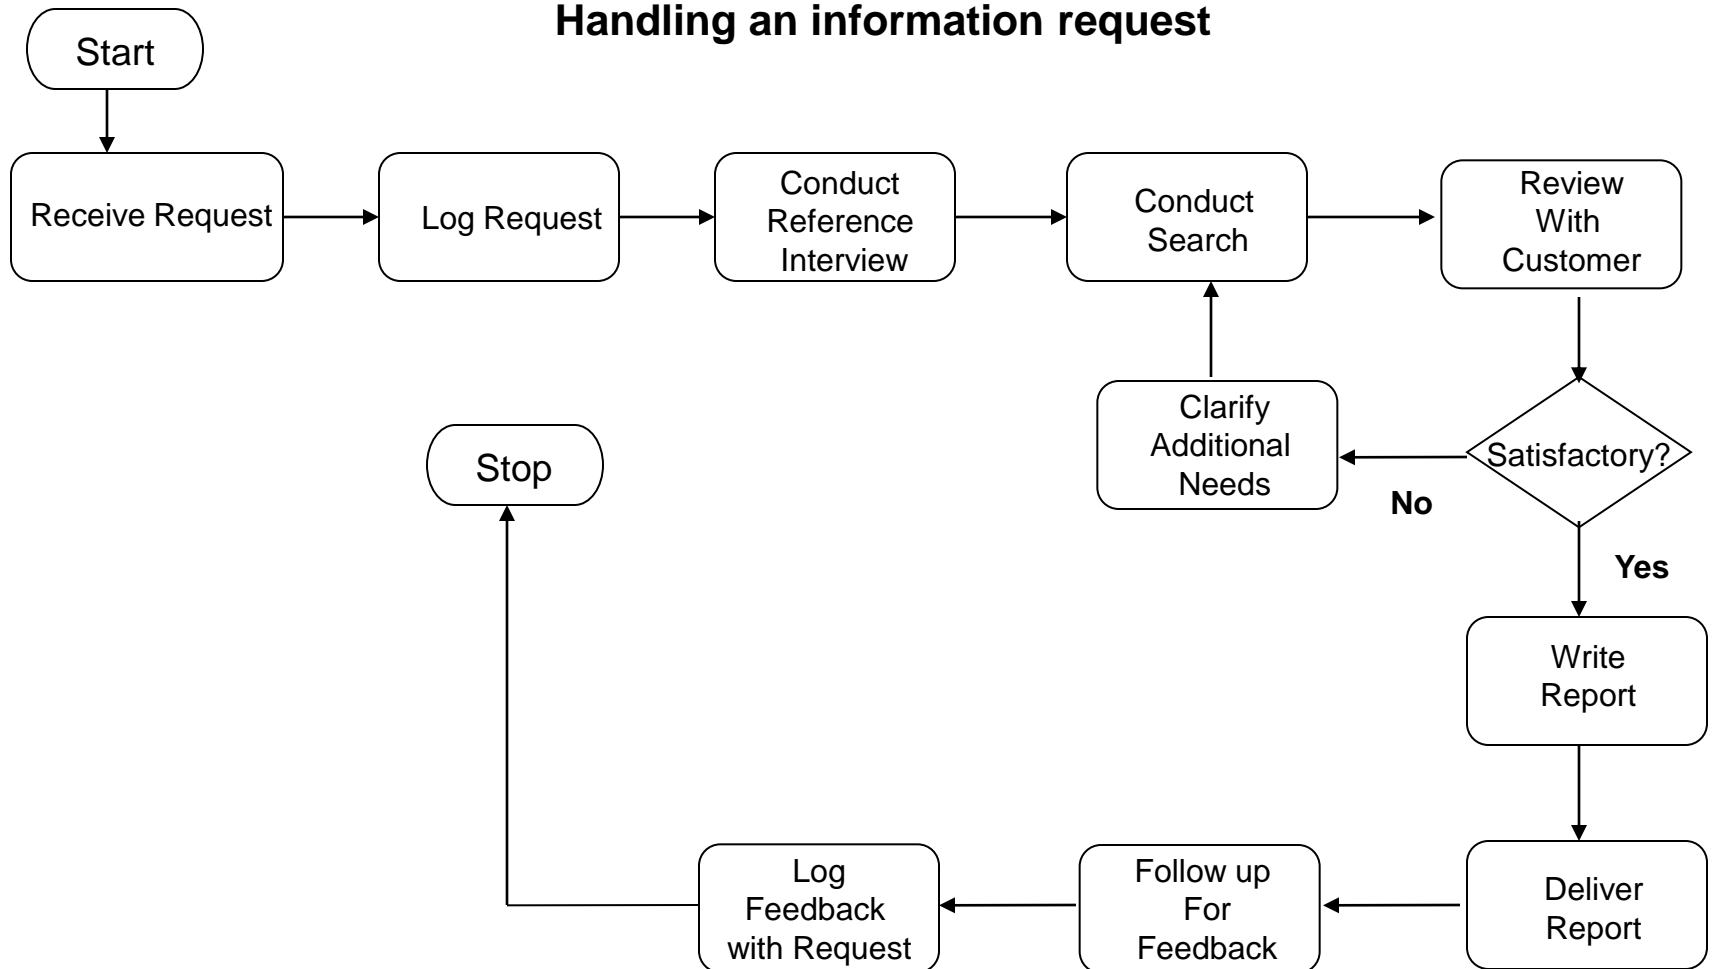 Handling an information request
Start
Receive Request
Log Request
Conduct
Reference
Interview
Conduct
Search
Review
With
Customer
Clarify
Additional
Needs
Satisfactory?
No
Yes
Stop
Write
Report
Deliver
Report
Follow up
For
Feedback
Log
Feedback
with Request